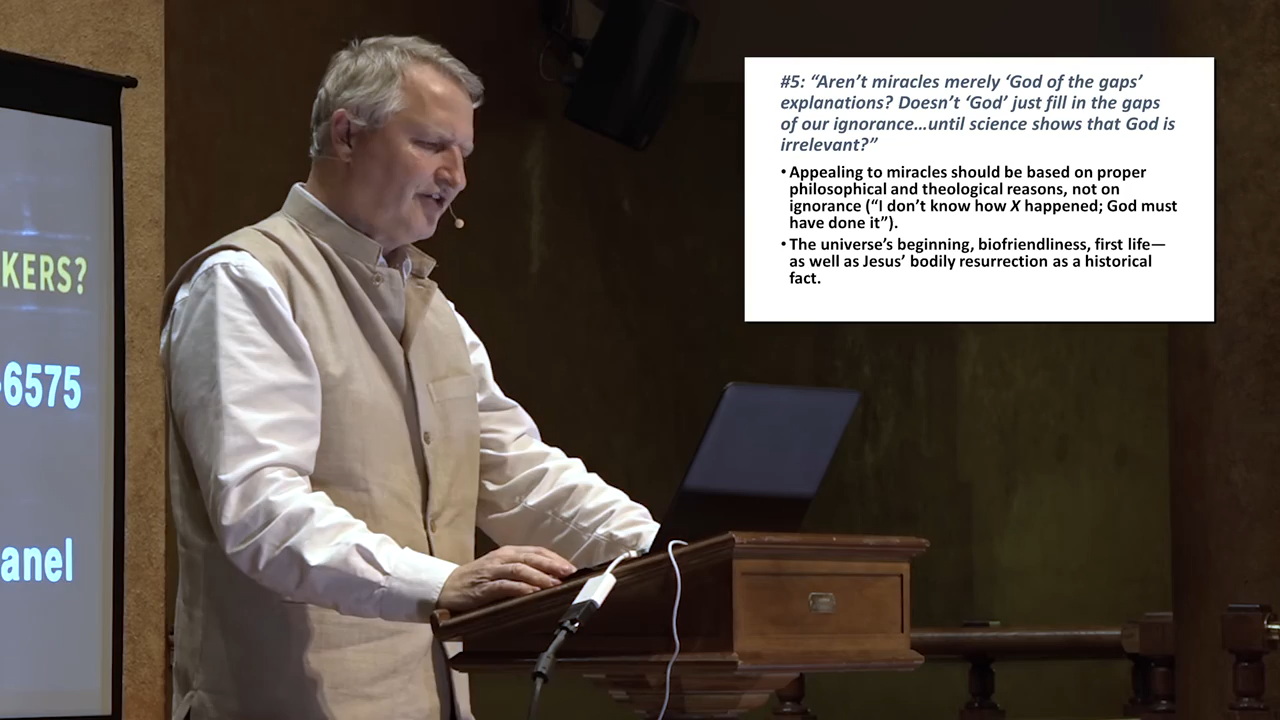 KERS?
-6575
anel
#5: “Aren’t miracles merely ‘God of the gaps’
explanations? Doesn’t ‘God’ just fill in the gaps
of our ignorance…until science shows that God is
irrelevant?”
•Appealing to miracles should be based on proper
philosophical and theological reasons, not on
ignorance (“I don’t know how X happened; God must
have done it”).
•The universe’s beginning, biofriendliness, first life—
as well as Jesus’ bodily resurrection as a historical
fact.